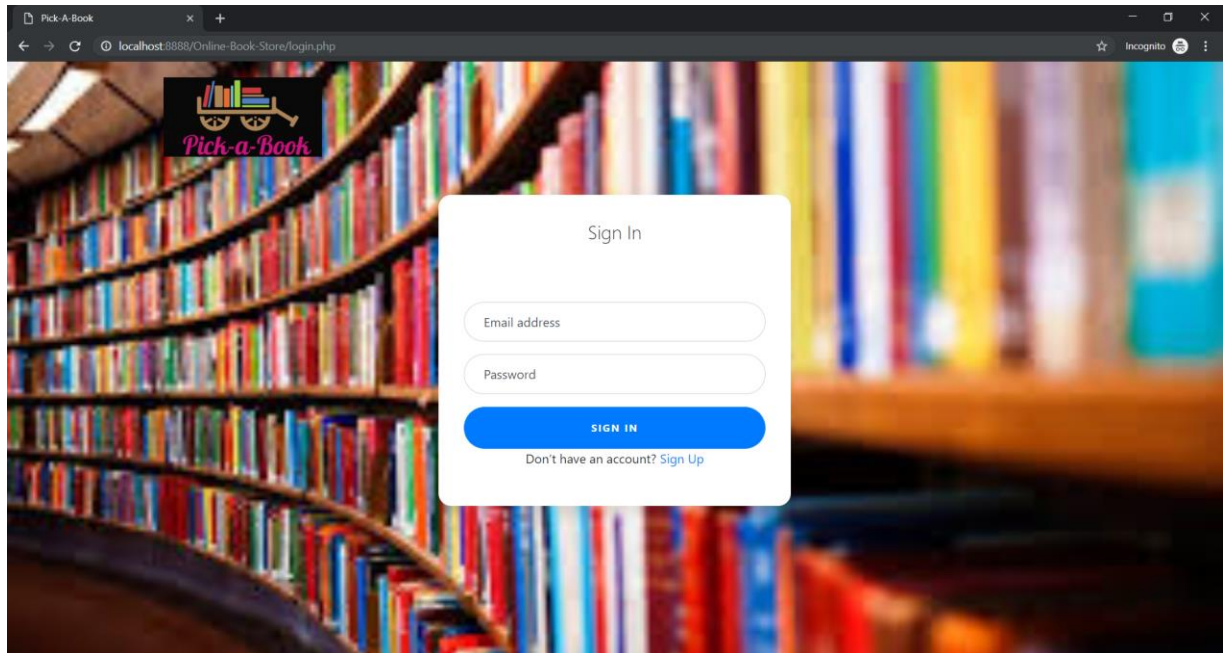 Pick-A-Book
localhost:8888/Online-Book-Store/login.php
Incognito
Pick-a-Book
Sign In
Email address
Password
SIGN IN
Don't have an account? Sign Up